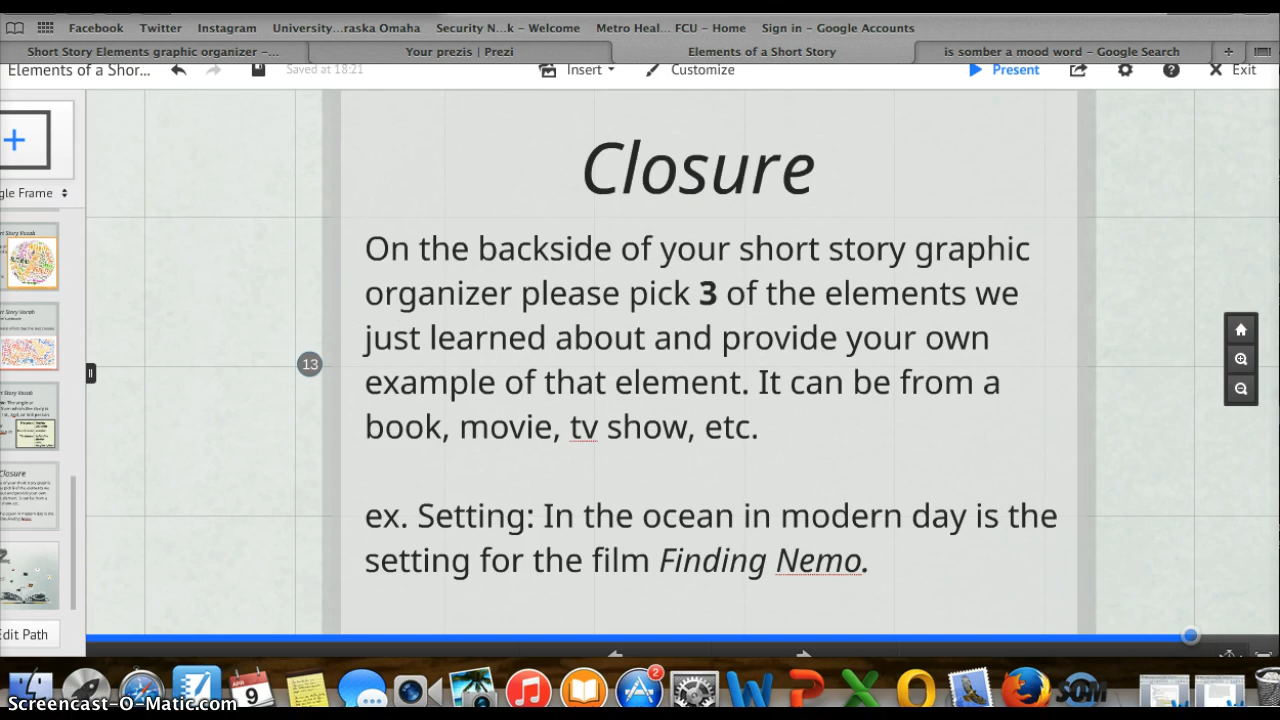 Facebook Twitter Instagram University...raska Omaha Security N...k – Welcome Metro Heal... FCU – Home Sign in – Google Accounts
Short Story Elements graphic organizer –... Your prezis | Prezi Elements of a Short Story is somber a mood word – Google Search
Elements of a Shor... Saved at 18:21 Insert Customize Present Exit
gle Frame
Closure
On the backside of your short story graphic
organizer please pick 3 of the elements we
just learned about and provide your own
13
example of that element. It can be from a
book, movie, tv show, etc.
ex. Setting: In the ocean in modern day is the
setting for the film Finding Nemo.
Edit Path
APR
9
2
Screencast-O-Matic.com